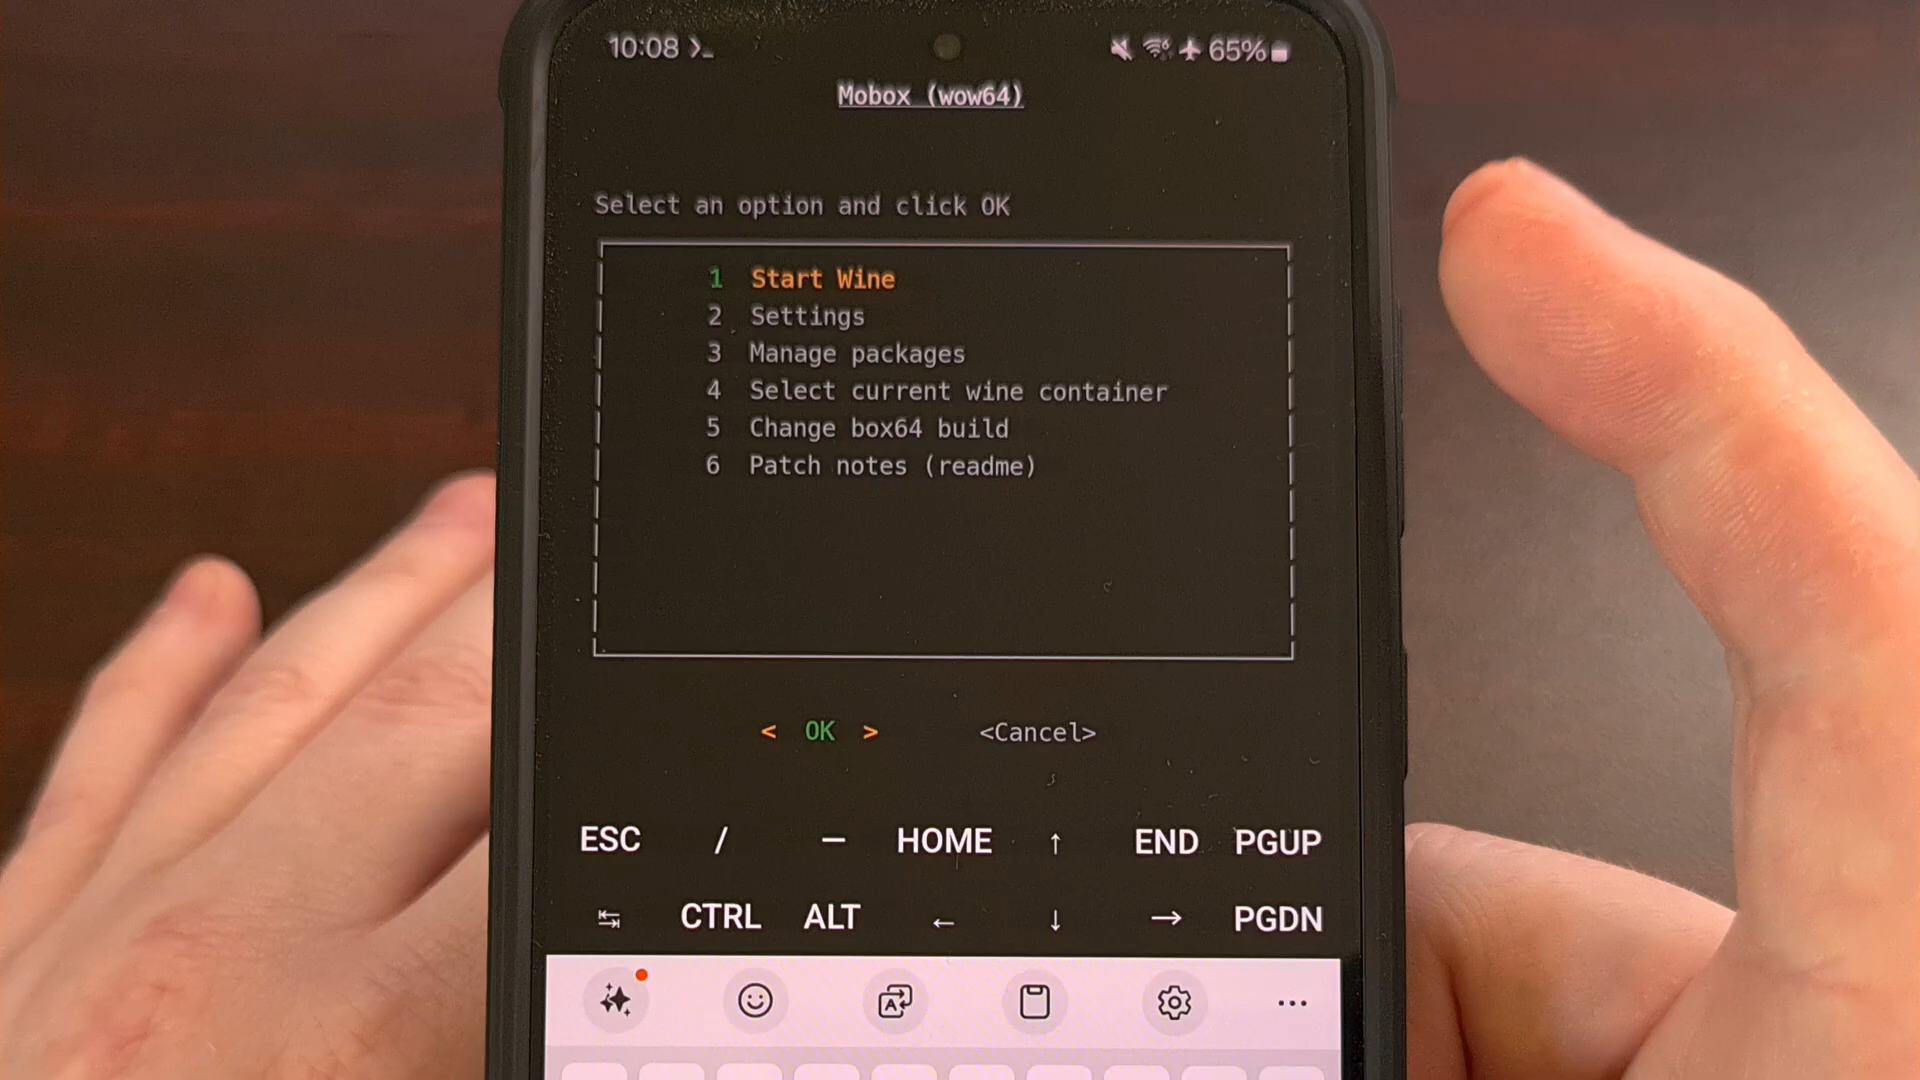 10:08 65%
Mobox (wow64)
Select an option and click OK
1 Start Wine
2 Settings
3 Manage packages
4 Select current wine container
5 Change box64 build
6 Patch notes (readme)
< OK > <Cancel>
ESC / — HOME ↑ END PGUP
↹ CTRL ALT ← ↓ → PGDN